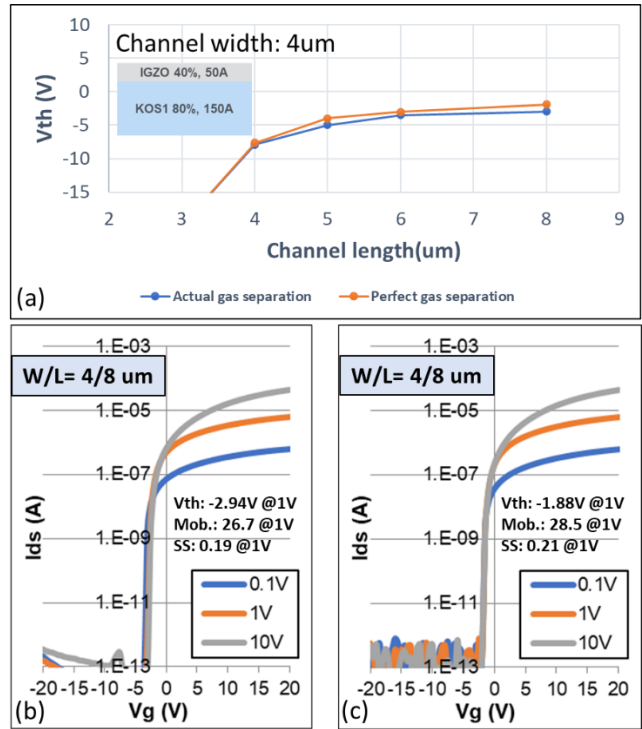 10
Channel width: 4um
5
IGZO 40%, 50A
0
KOS1 80%, 150A
-5
-10
-15
Vth (V)
2 3 4 5 6 7 8 9
Channel length(um)
(a)
Actual gas separation
Perfect gas separation
1.E-03
W/L= 4/8 um
1.E-05
1.E-07
Vth: -2.94V @1V
Mob.: 26.7 @1V
SS: 0.19 @1V
1.E-09
0.1V
1.E-11
1V
10V
1.E-13
Ids (A)
-20 -15 -10 -5 0 5 10 15 20
Vg (V)
(b)
1.E-03
W/L= 4/8 um
1.E-05
1.E-07
Vth: -1.88V @1V
Mob.: 28.5 @1V
SS: 0.21 @1V
1.E-09
0.1V
1.E-11
1V
10V
1.E-13
Ids (A)
-20 -15 -10 -5 0 5 10 15 20
Vg (V)
(c)